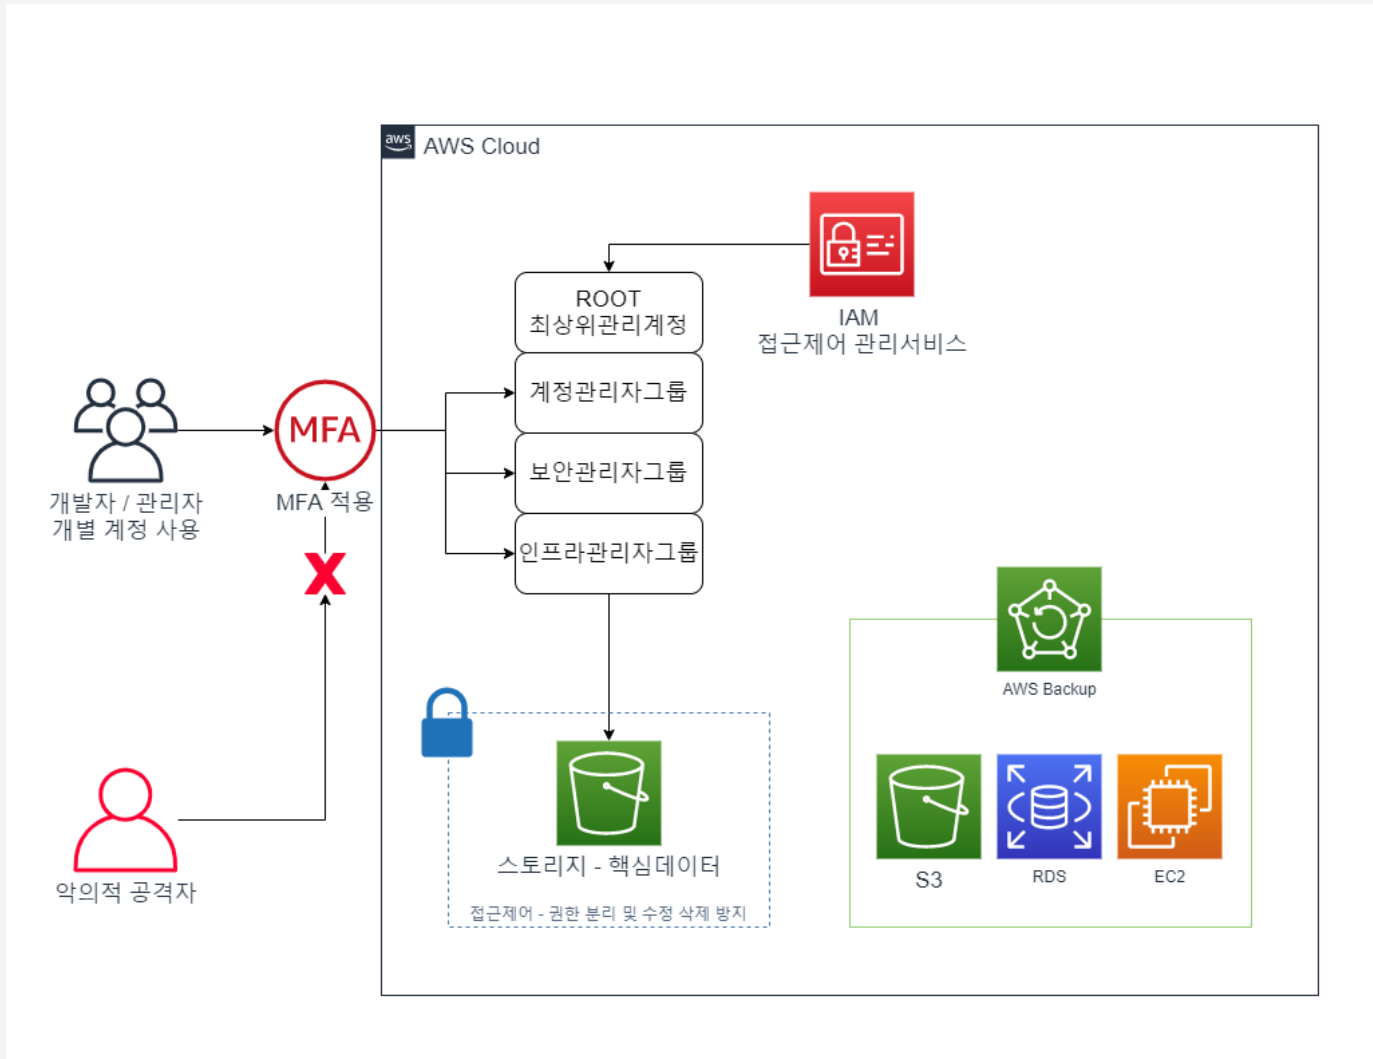 aws
AWS Cloud
IAM
접근제어 관리서비스
ROOT
최상위관리계정
계정관리자그룹
보안관리자그룹
인프라관리자그룹
MFA
MFA 적용
개발자 / 관리자
개별 계정 사용
X
악의적 공격자
스토리지 - 핵심데이터
접근제어 - 권한 분리 및 수정 삭제 방지
AWS Backup
S3
RDS
EC2